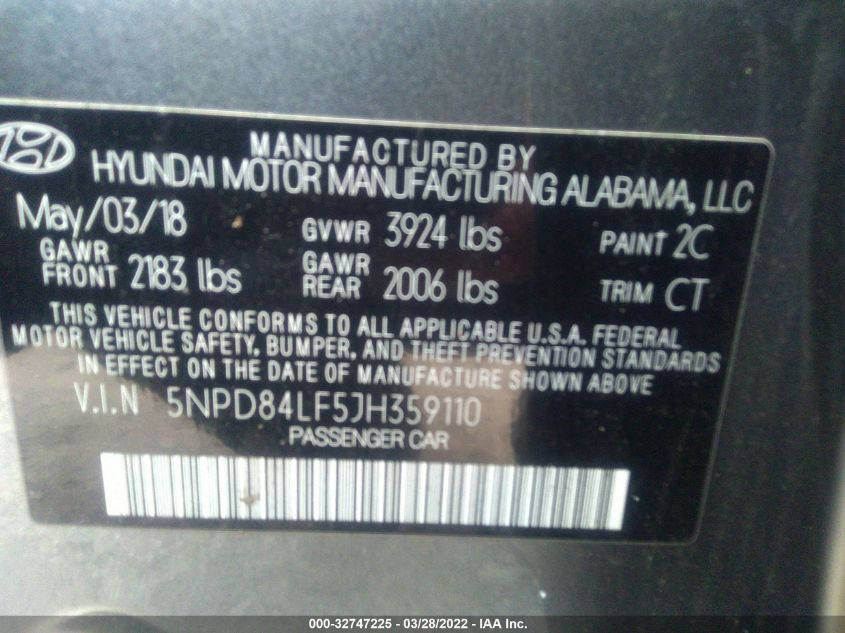 MANUFACTURED BY
HYUNDAI MOTOR MANUFACTURING ALABAMA, LLC
May/03/18 GVWR 3924 lbs PAINT 2C
GAWR FRONT 2183 lbs GAWR REAR 2006 lbs TRIM CT
THIS VEHICLE CONFORMS TO ALL APPLICABLE U.S.A. FEDERAL
MOTOR VEHICLE SAFETY, BUMPER, AND THEFT PREVENTION STANDARDS
IN EFFECT ON THE DATE OF MANUFACTURE SHOWN ABOVE
V.I.N 5NPD84LF5JH359110
PASSENGER CAR
000-32747225 - 03/28/2022 - IAA Inc.